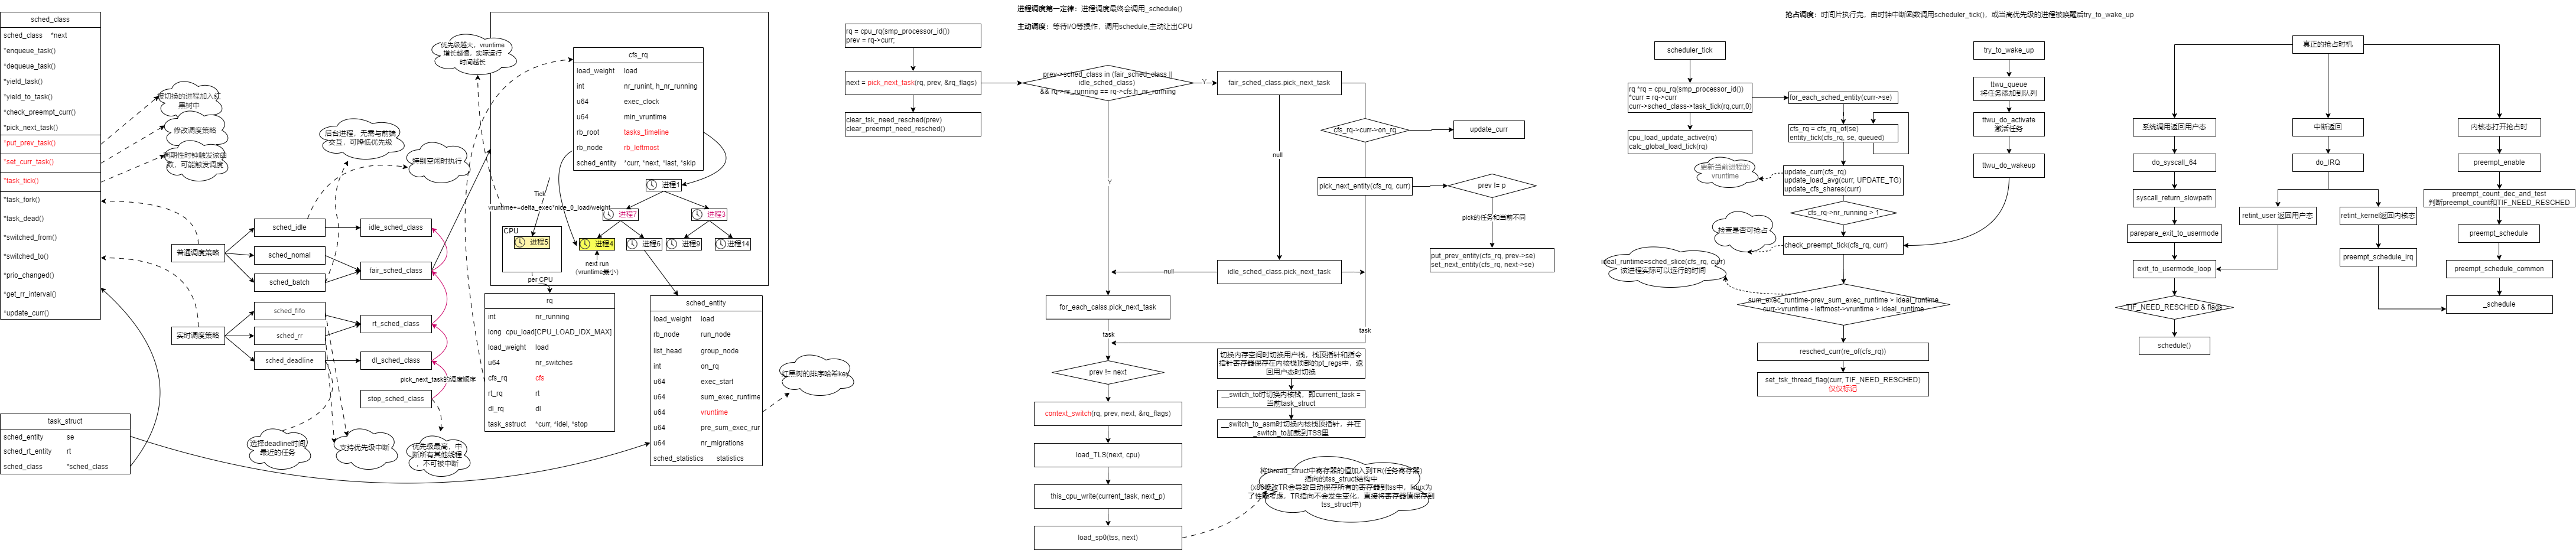 sched_class
sched_class *next
*enqueue_task()
*dequeue_task()
*yield_task()
*yield_to_task()
*check_preempt_curr()
*pick_next_task()
*put_prev_task()
*set_curr_task()
*task_tick()
*task_fork()
*task_dead()
*switched_from()
*switched_to()
*prio_changed()
*get_rr_interval()
*update_curr()
task_struct
sched_entity se
sched_rt_entity rt
sched_class *sched_class
切换的进程加入红
黑树中
修改调度策略
周期性时钟触发该函
数，可能触发调度
普通调度策略
实时调度策略
sched_idle
sched_nomal
sched_batch
sched_fifo
sched_rr
sched_deadline
idle_sched_class
fair_sched_class
rt_sched_class
dl_sched_class
stop_sched_class
pick_next_task的调度顺序
后台进程，无需与前端
交互，可降低优先级
特别空闲时执行
选择deadline时间
最近的任务
支持优先级中断
优先级最高，中
断所有其他线程
，不可被中断
优先级越大，vruntime
增长越慢，实际运行
时间越长
cfs_rq
load_weight load
int nr_runint, h_nr_running
u64 exec_clock
u64 min_vruntime
rb_root tasks_timeline
rb_node rb_leftmost
sched_entity *curr, *next, *last, *skip
Tick
vruntime+=delta_exec*nice_0_load/weight
CPU
进程5
per CPU
进程1
进程7
进程3
进程4
进程6
进程9
进程14
next run
(vruntime最小)
rq
int nr_running
long cpu_load[CPU_LOAD_IDX_MAX]
load_weight load
u64 nr_switches
cfs_rq cfs
rt_rq rt
dl_rq dl
task_sstruct *curr, *idel, *stop
sched_entity
load_weight load
rb_node run_node
list_head group_node
int on_rq
u64 exec_start
u64 sum_exec_runtime
u64 vruntime
u64 pre_sum_exec_rur
u64 nr_migrations
sched_statistics statistics
红黑树的排序哈希key
进程调度第一定律：进程调度最终会调用_schedule()
主动调度：等待I/O等操作，调用schedule,主动让出CPU
rq = cpu_rq(smp_processor_id())
prev = rq->curr;
next = pick_next_task(rq, prev, &rq_flags)
clear_tsk_need_resched(prev)
clear_preempt_need_resched()
prev->sched_class in (fair_sched_class ||
idle_sched_class)
&& rq->nr_running == rq->cfs.h_nr_running
Y
fair_sched_class.pick_next_task
cfs_rq->curr->on_rq
update_curr
null
Y
pick_next_entity(cfs_rq, curr)
prev != p
pick的任务和当前不同
put_prev_entity(cfs_rq, prev->se)
set_next_entity(cfs_rq, next->se)
null
idle_sched_class.pick_next_task
for_each_calss.pick_next_task
task
task
prev != next
context_switch(rq, prev, next, &rq_flags)
load_TLS(next, cpu)
this_cpu_write(current_task, next_p)
load_sp0(tss, next)
切换内存空间时切换用户栈，栈顶指针和指令
指针寄存器保存在内核栈顶部的pt_regs中，返
回用户态时切换
__switch_to时切换内核栈，即current_task =
当前task_struct
__switch_to_asm时切换内核栈顶指针，并在
_switch_to加载到TSS里
将thread_struct中寄存器的值加入到TR(任务寄存器)
指向的tss_struct结构中
(x86修改TR会导致自动保存所有的寄存器到tss中，linux为
了性能考虑，TR指向不会发生变化，直接将寄存器值保存到
tss_struct中)
抢占调度：时间片执行完，由时钟中断函数调用scheduler_tick()，或当高优先级的进程被唤醒后try_to_wake_up
scheduler_tick
rq *rq = cpu_rq(smp_processor_id())
*curr = rq->curr
curr->sched_class->task_tick(rq,curr,0)
cpu_load_update_active(rq)
calc_global_load_tick(rq)
for_each_sched_entity(curr->se)
cfs_rq = cfs_rq_of(se)
entity_tick(cfs_rq, se, queued)
更新当前进程的
vruntime
update_curr(cfs_rq)
update_load_avg(curr, UPDATE_TG)
update_cfs_shares(curr)
cfs_rq->nr_running > 1
检查是否可抢占
check_preempt_tick(cfs_rq, curr)
ideal_runtime=sched_slice(cfs_rq, curr)
该进程实际可以运行的时间
sum_exec_runtime-prev_sum_exec_runtime > ideal_runtime
curr->vruntime - leftmost->vruntime > ideal_runtime
resched_curr(re_of(cfs_rq))
set_tsk_thread_flag(curr, TIF_NEED_RESCHED)
仅仅标记
try_to_wake_up
ttwu_queue
将任务添加到队列
ttwu_do_activate
激活任务
ttwu_do_wakeup
真正的抢占时机
系统调用返回用户态
中断返回
内核态打开抢占时
do_syscall_64
syscall_return_slowpath
parepare_exit_to_usermode
exit_to_usermode_loop
TIF_NEED_RESCHED & flags
schedule()
do_IRQ
retint_user 返回用户态
retint_kernel返回内核态
preempt_schedule_irq
preempt_enable
preempt_count_dec_and_test
判断preempt_count和TIF_NEED_RESCHED
preempt_schedule
preempt_schedule_common
_schedule